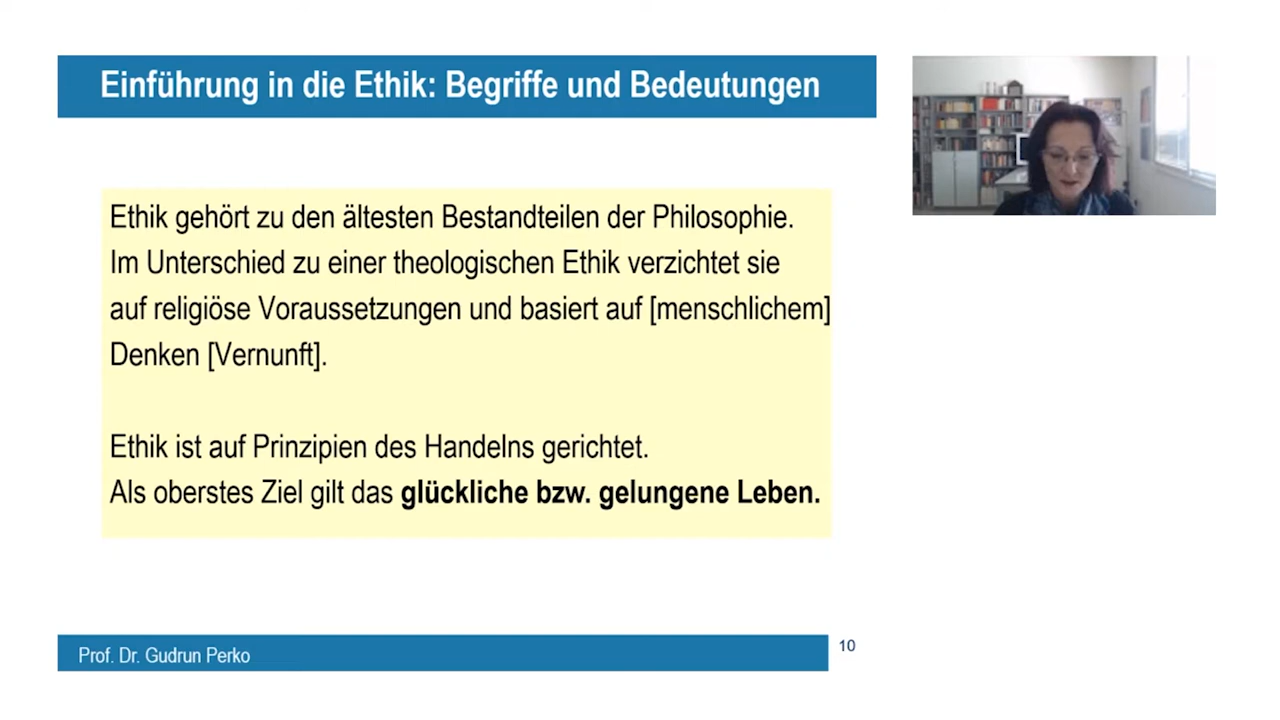 Einführung in die Ethik: Begriffe und Bedeutungen
Ethik gehört zu den ältesten Bestandteilen der Philosophie.
Im Unterschied zu einer theologischen Ethik verzichtet sie
auf religiöse Voraussetzungen und basiert auf [menschlichem]
Denken [Vernunft].
Ethik ist auf Prinzipien des Handelns gerichtet.
Als oberstes Ziel gilt das glückliche bzw. gelungene Leben.
Prof. Dr. Gudrun Perko
10